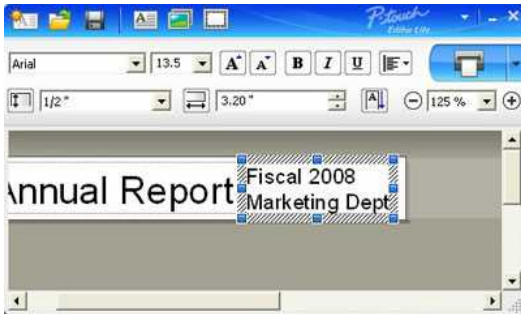 P-touch
Editor Lite
Arial
13.5
A
A
B
I
U
1/2"
3.20"
A
125 %
Annual Report
Fiscal 2008
Marketing Dept